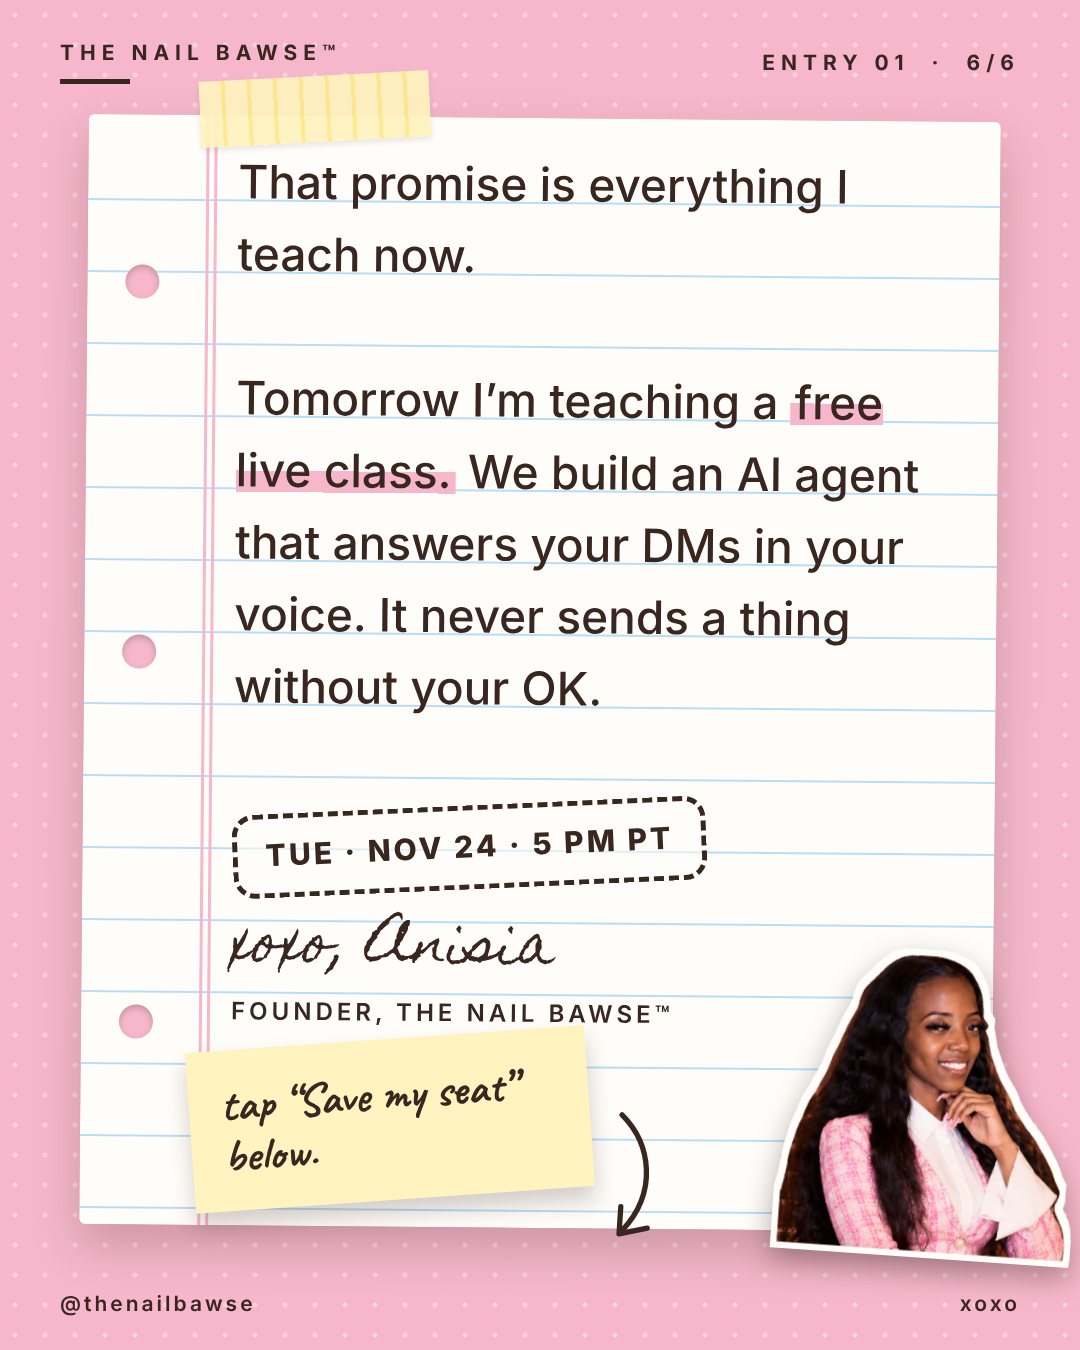 THE NAIL BAWSE™
ENTRY 01 · 6/6
That promise is everything I
teach now.
Tomorrow I’m teaching a free
live class. We build an AI agent
that answers your DMs in your
voice. It never sends a thing
without your OK.
TUE · NOV 24 · 5 PM PT
xoxo, Anisia
FOUNDER, THE NAIL BAWSE™
tap “Save my seat”
below.
@thenailbawse
xoxo